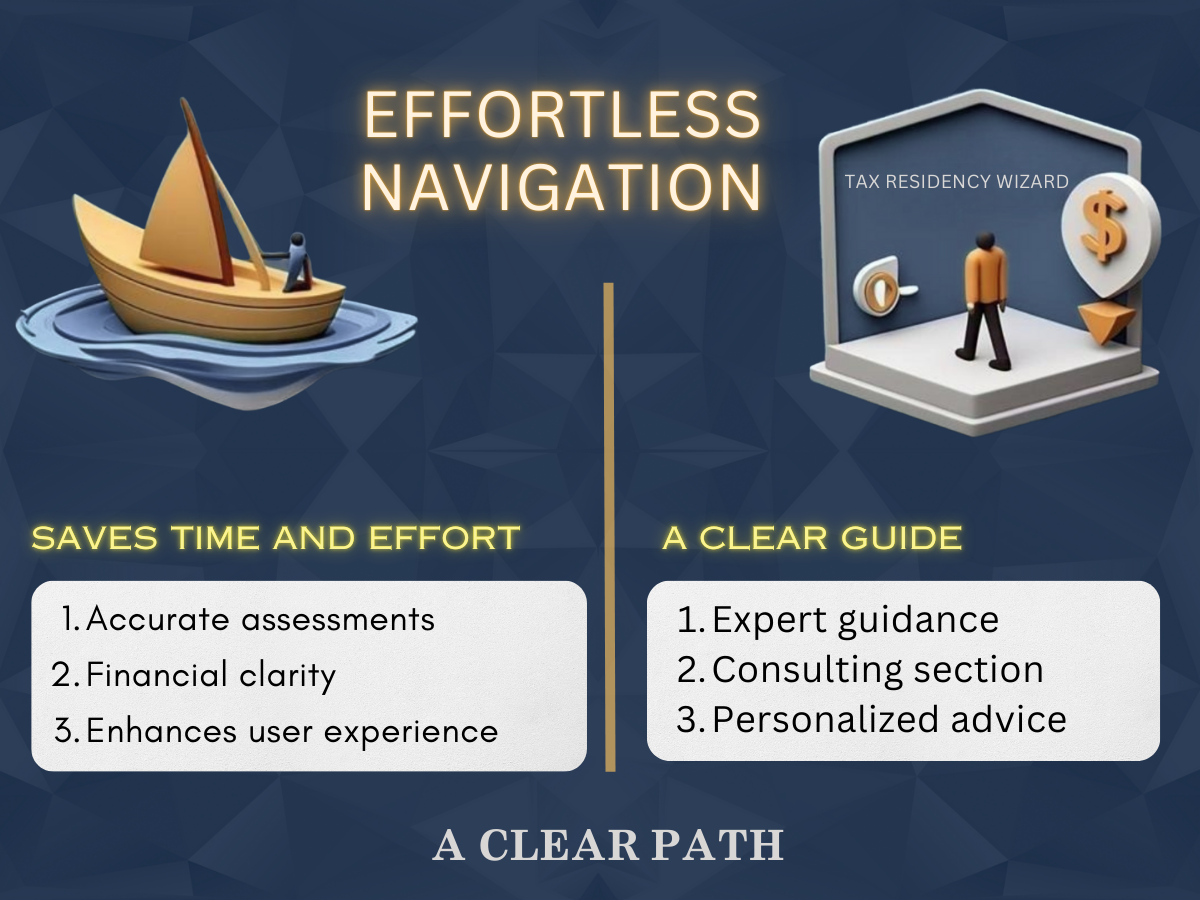 EFFORTLESS
NAVIGATION
TAX RESIDENCY WIZARD
$
SAVES TIME AND EFFORT
1. Accurate assessments
2. Financial clarity
3. Enhances user experience
A CLEAR GUIDE
1. Expert guidance
2. Consulting section
3. Personalized advice
A CLEAR PATH